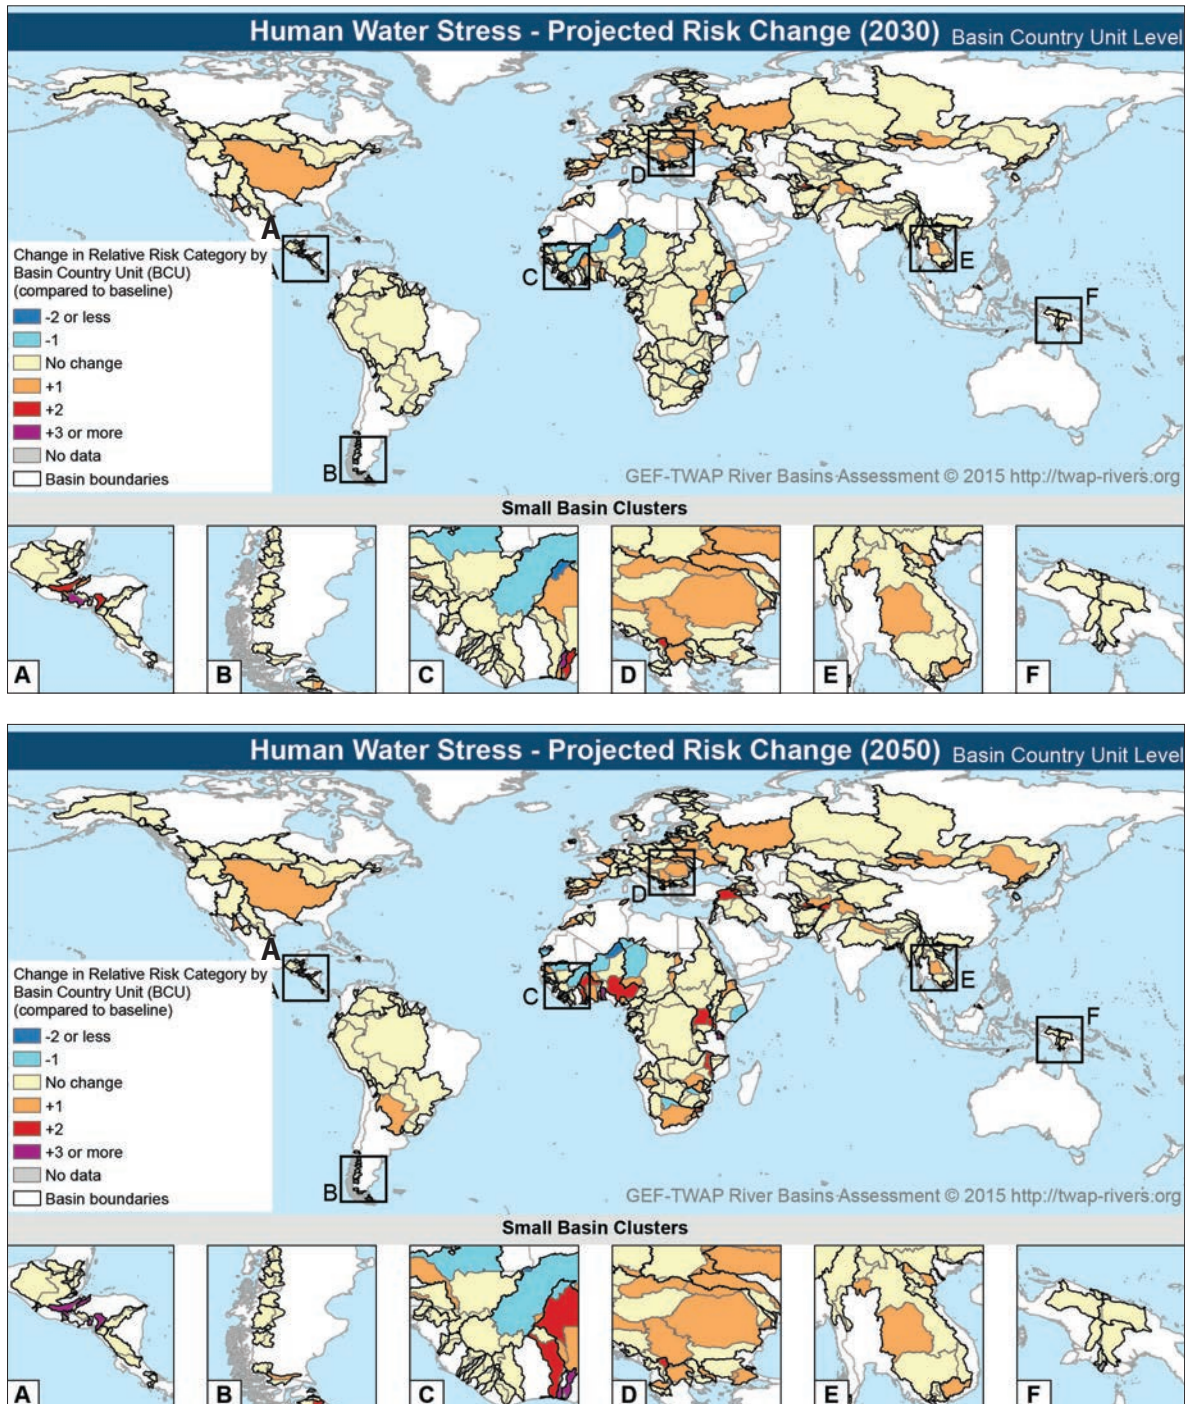 Human Water Stress - Projected Risk Change (2030) Basin Country Unit Level
D
A
A
C
E
F
Change in Relative Risk Category by
Basin Country Unit (BCU)
(compared to baseline)
-2 or less
-1
No change
+1
+2
+3 or more
No data
Basin boundaries
B
GEF-TWAP River Basins Assessment © 2015 http://twap-rivers.org
Small Basin Clusters
A B C D E F
Human Water Stress - Projected Risk Change (2050) Basin Country Unit Level
D
A
A
C
E
F
Change in Relative Risk Category by
Basin Country Unit (BCU)
(compared to baseline)
-2 or less
-1
No change
+1
+2
+3 or more
No data
Basin boundaries
B
GEF-TWAP River Basins Assessment © 2015 http://twap-rivers.org
Small Basin Clusters
A B C D E F